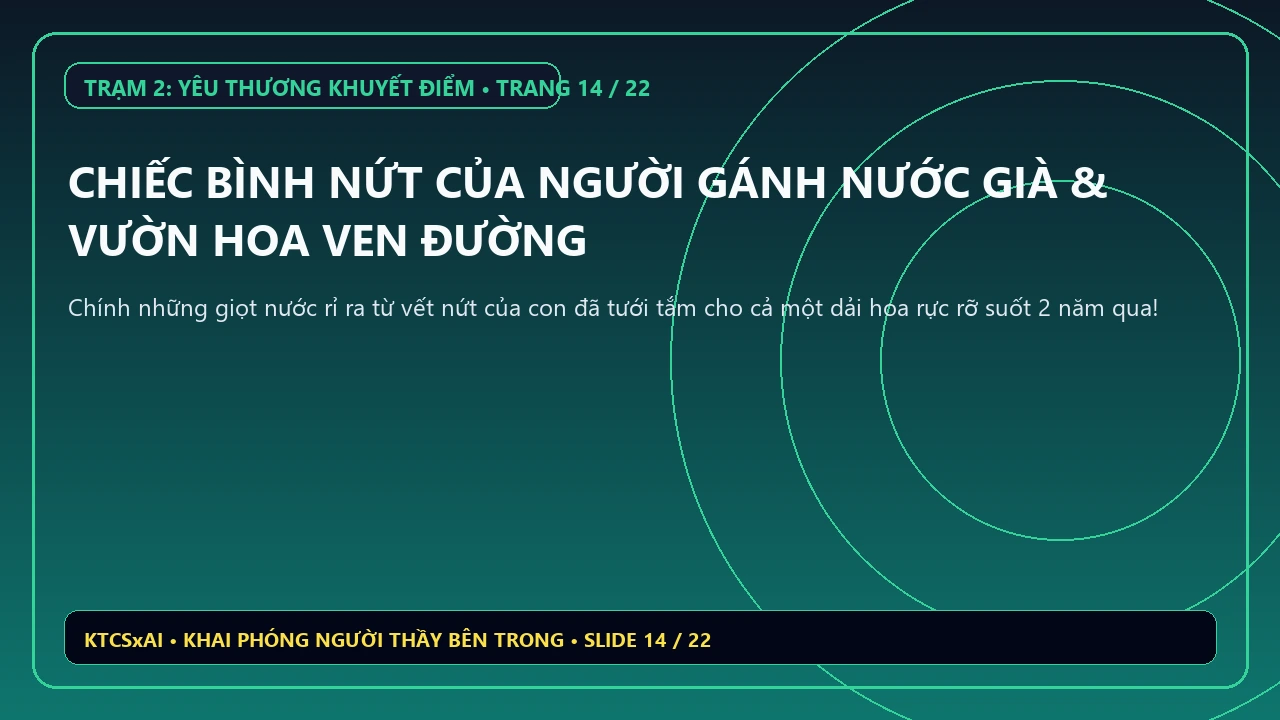 TRẠM 2: YÊU THƯƠNG KHUYẾT ĐIỂM • TRANG 14 / 22
CHIẾC BÌNH NỨT CỦA NGƯỜI GÁNH NƯỚC GIÀ &
VƯỜN HOA VEN ĐƯỜNG
Chính những giọt nước rỉ ra từ vết nứt của con đã tưới tắm cho cả một dải hoa rực rỡ suốt 2 năm qua!
KTCSxAI • KHAI PHÓNG NGƯỜI THẦY BÊN TRONG • SLIDE 14 / 22